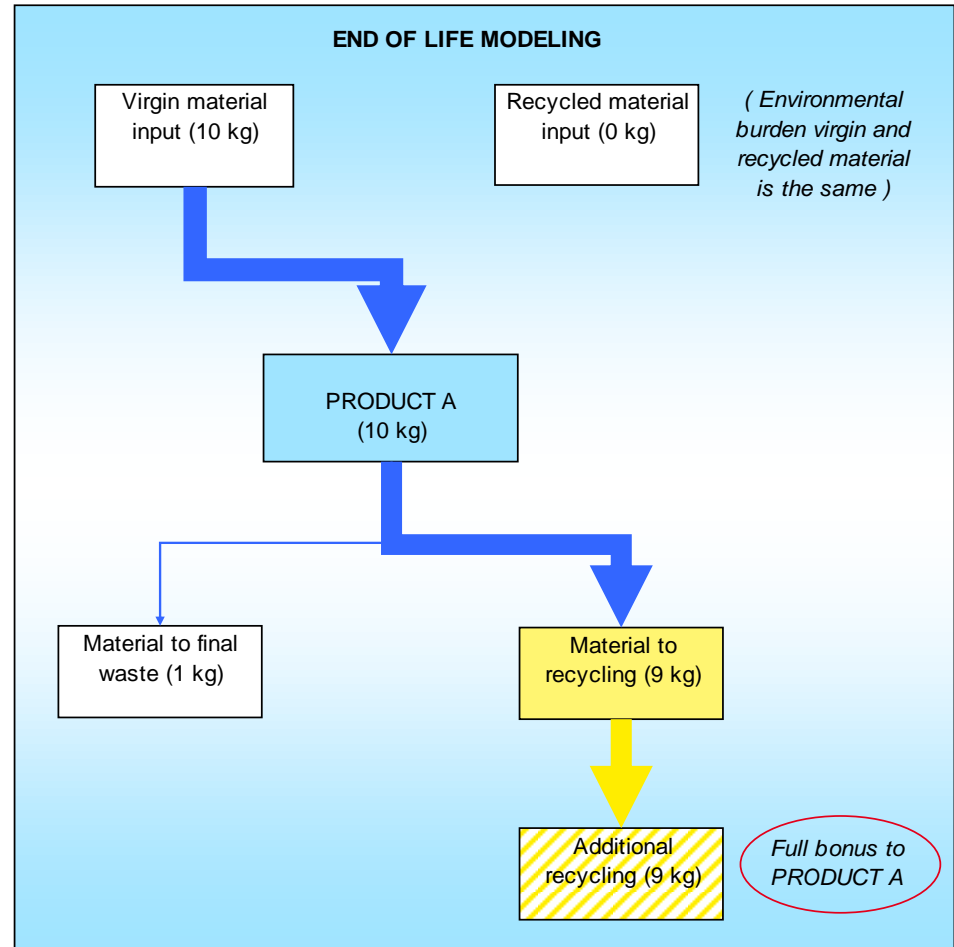 END OF LIFE MODELING
Virgin material
input (10 kg)
Recycled material
input (0 kg)
( Environmental
burden virgin and
recycled material
is the same )
PRODUCT A
(10 kg)
Material to final
waste (1 kg)
Material to
recycling (9 kg)
Additional
recycling (9 kg)
Full bonus to
PRODUCT A